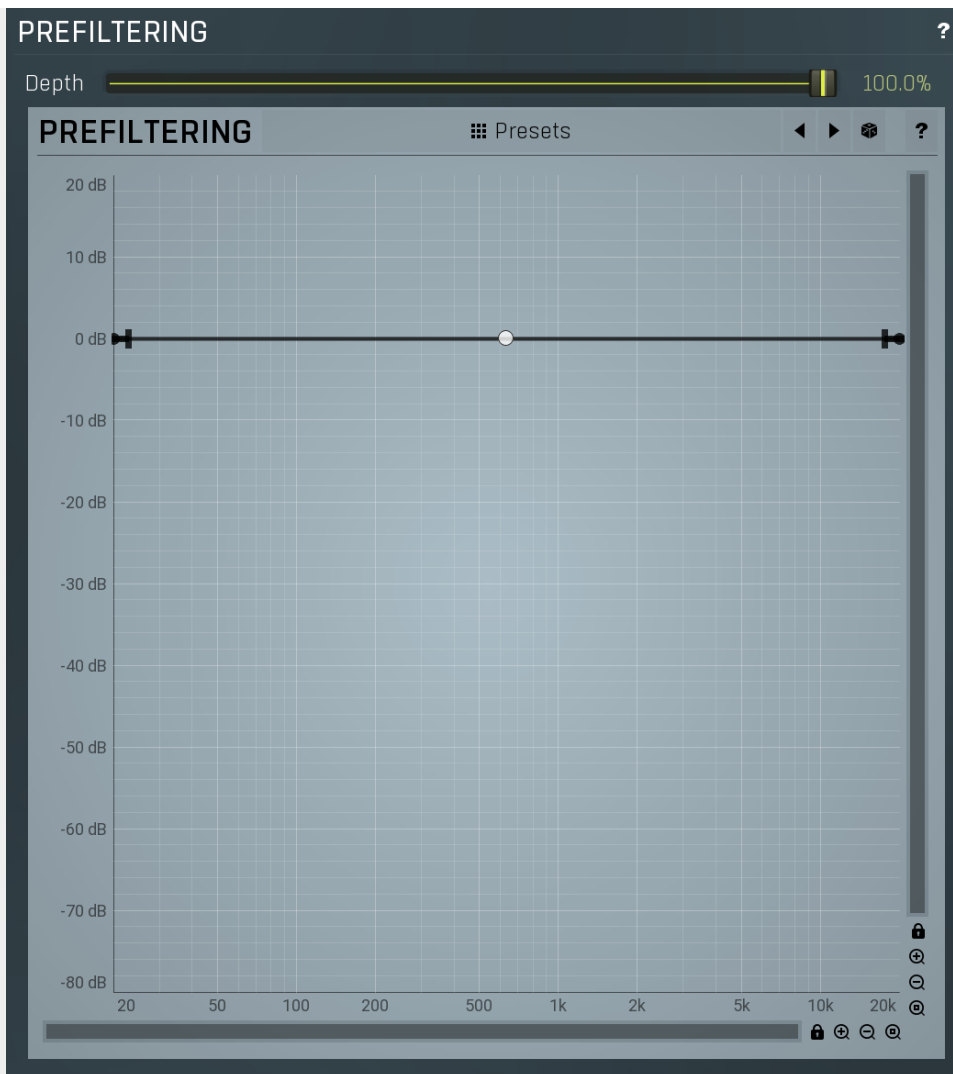 PREFILTERING ?
Depth 100.0%
PREFILTERING Presets ?
20 dB
10 dB
0 dB
-10 dB
-20 dB
-30 dB
-40 dB
-50 dB
-60 dB
-70 dB
-80 dB
20 50 100 200 500 1k 2k 5k 10k 20k